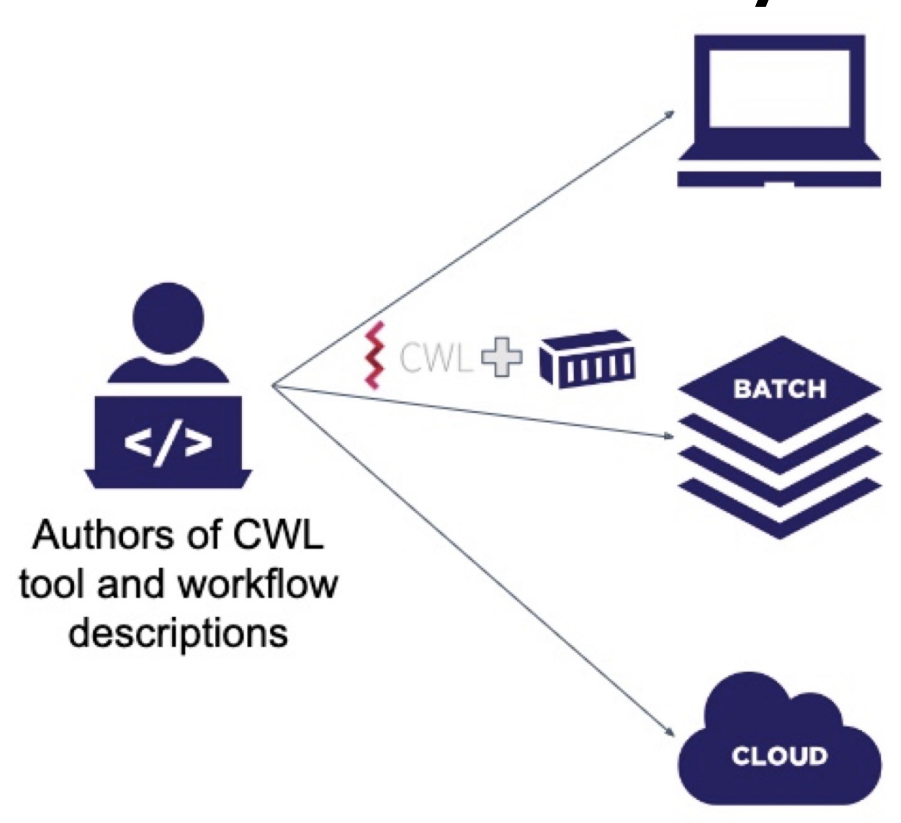 CWL
BATCH
</>
Authors of CWL
tool and workflow
descriptions
CLOUD